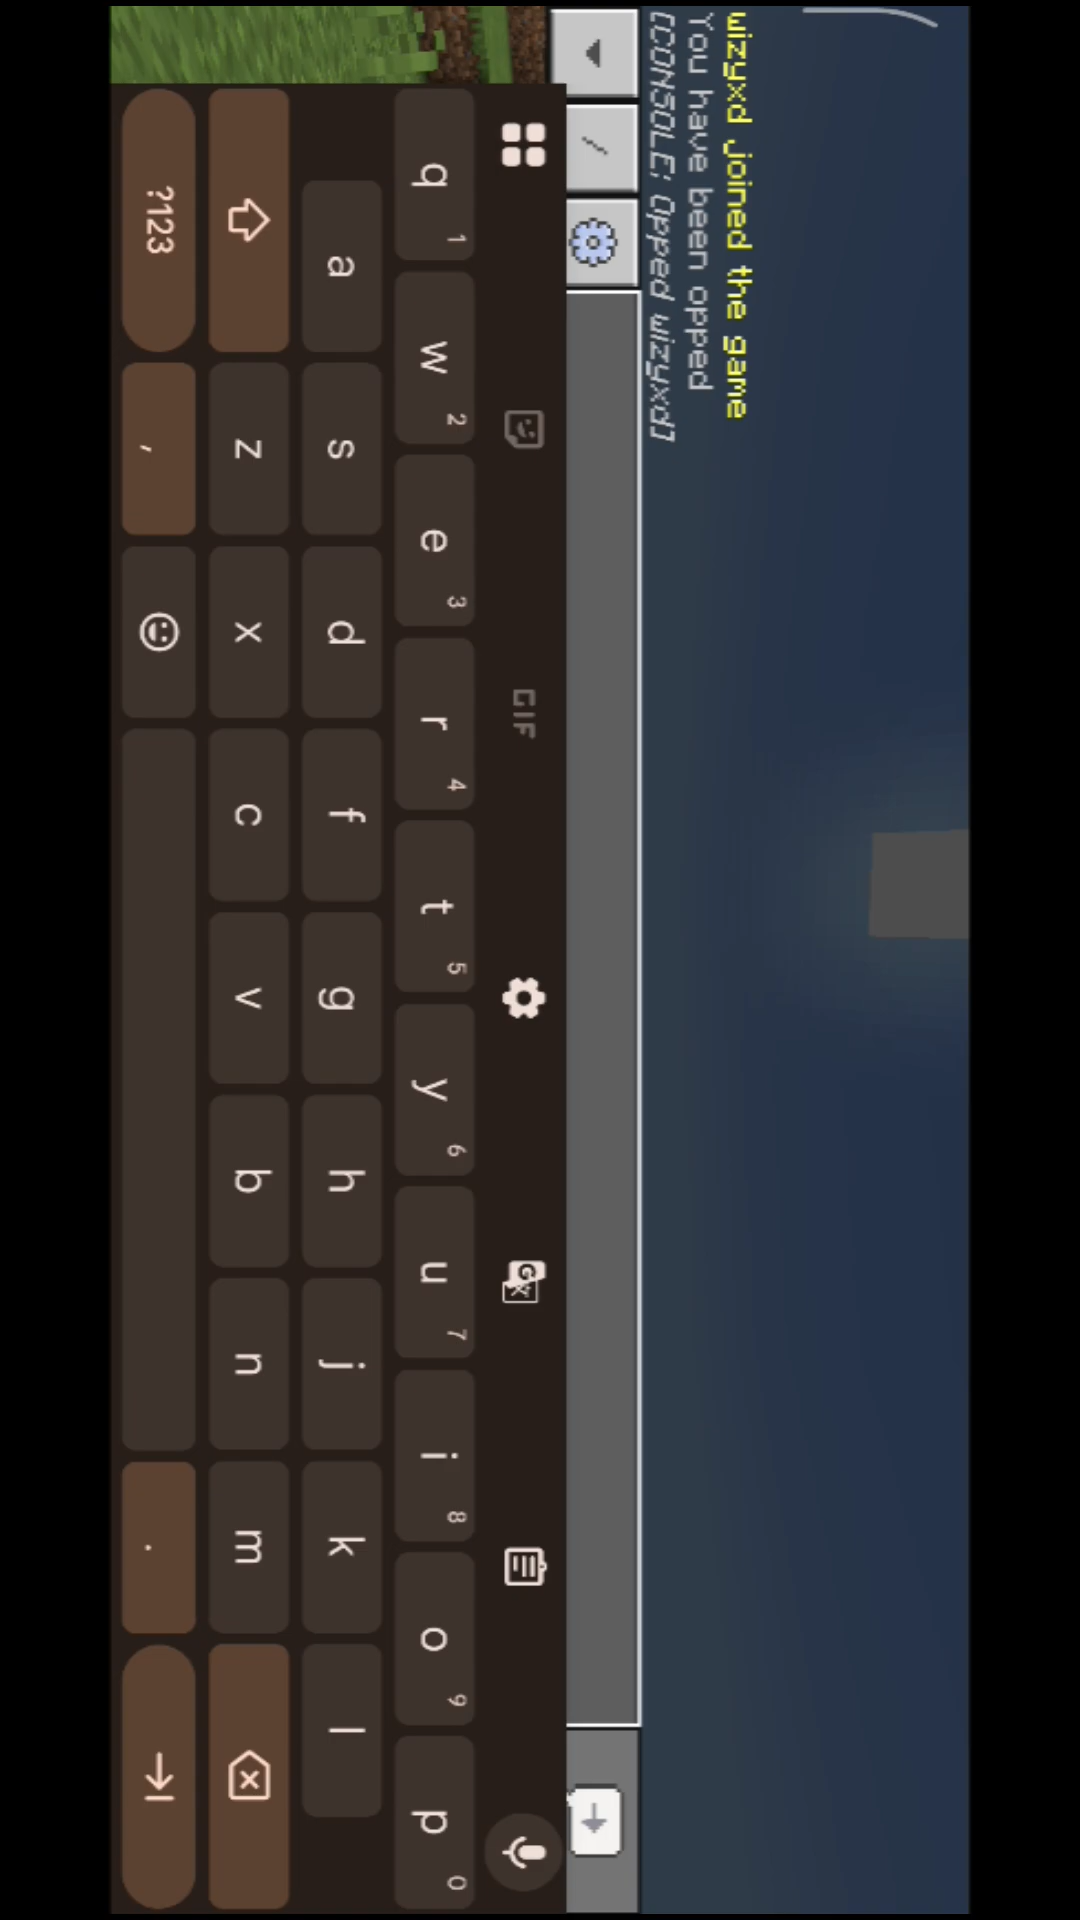 wizyxd joined the game
You have been opped
[CONSOLE: Opped wizyxd]
/
GIF
q 1 w 2 e 3 r 4 t 5 y 6 u 7 i 8 o 9 p 0
a s d f g h j k l
z x c v b n m
?123 , .